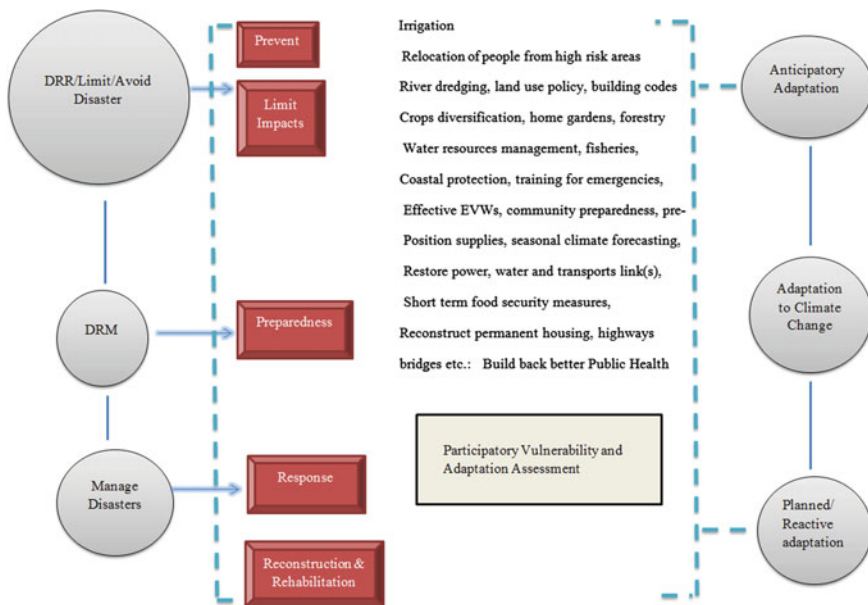 DRR/Limit/Avoid
Disaster
DRM
Manage
Disasters
Prevent
Limit
Impacts
Preparedness
Response
Reconstruction &
Rehabilitation
Irrigation
Relocation of people from high risk areas
River dredging, land use policy, building codes
Crops diversification, home gardens, forestry
Water resources management, fisheries,
Coastal protection, training for emergencies,
Effective EVWs, community preparedness, pre-
Position supplies, seasonal climate forecasting,
Restore power, water and transports link(s),
Short term food security measures,
Reconstruct permanent housing, highways
bridges etc.: Build back better Public Health
Participatory Vulnerability and
Adaptation Assessment
Anticipatory
Adaptation
Adaptation
to Climate
Change
Planned/
Reactive
adaptation